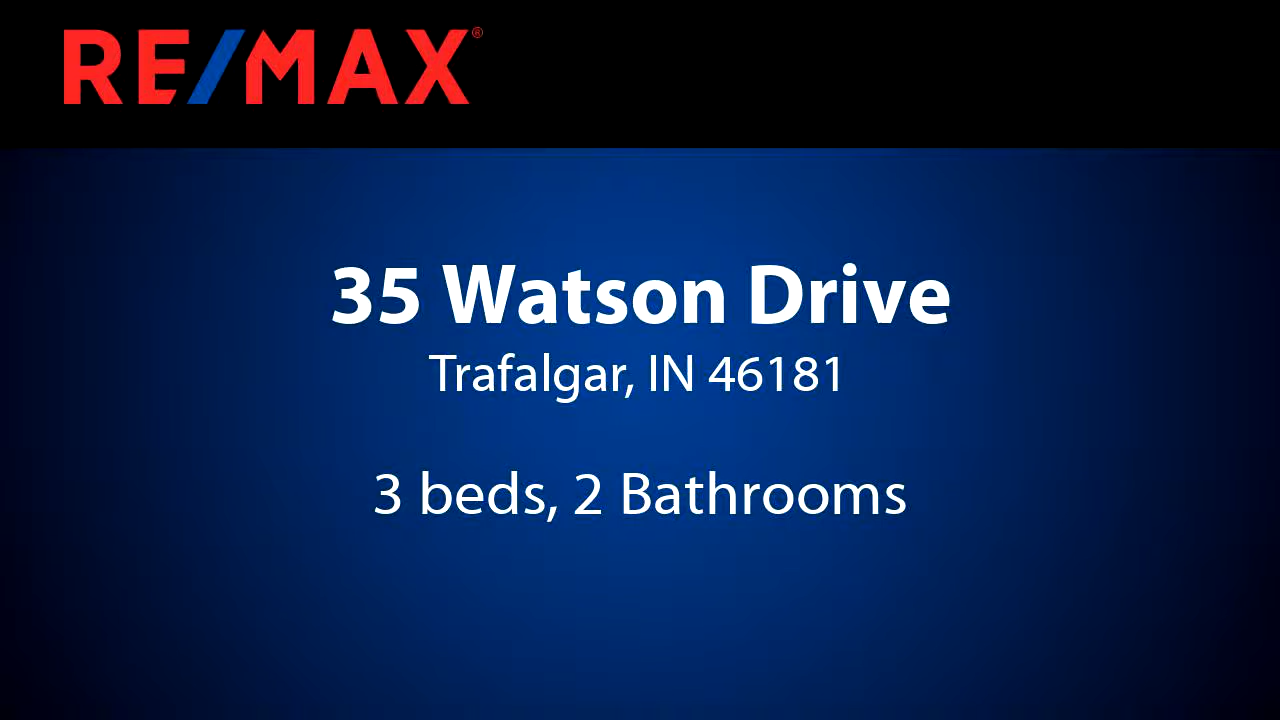 RE/MAX®
35 Watson Drive
Trafalgar, IN 46181
3 beds, 2 Bathrooms